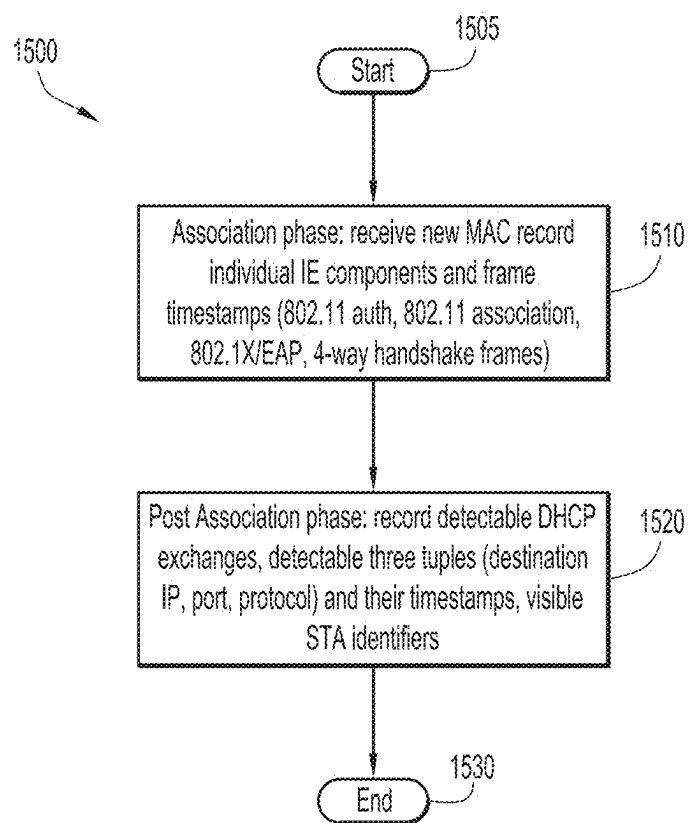 1500
1505
Start
Association phase: receive new MAC record
individual IE components and frame
timestamps (802.11 auth, 802.11 association,
802.1X/EAP, 4-way handshake frames)
1510
Post Association phase: record detectable DHCP
exchanges, detectable three tuples (destination
IP, port, protocol) and their timestamps, visible
STA identifiers
1520
1530
End